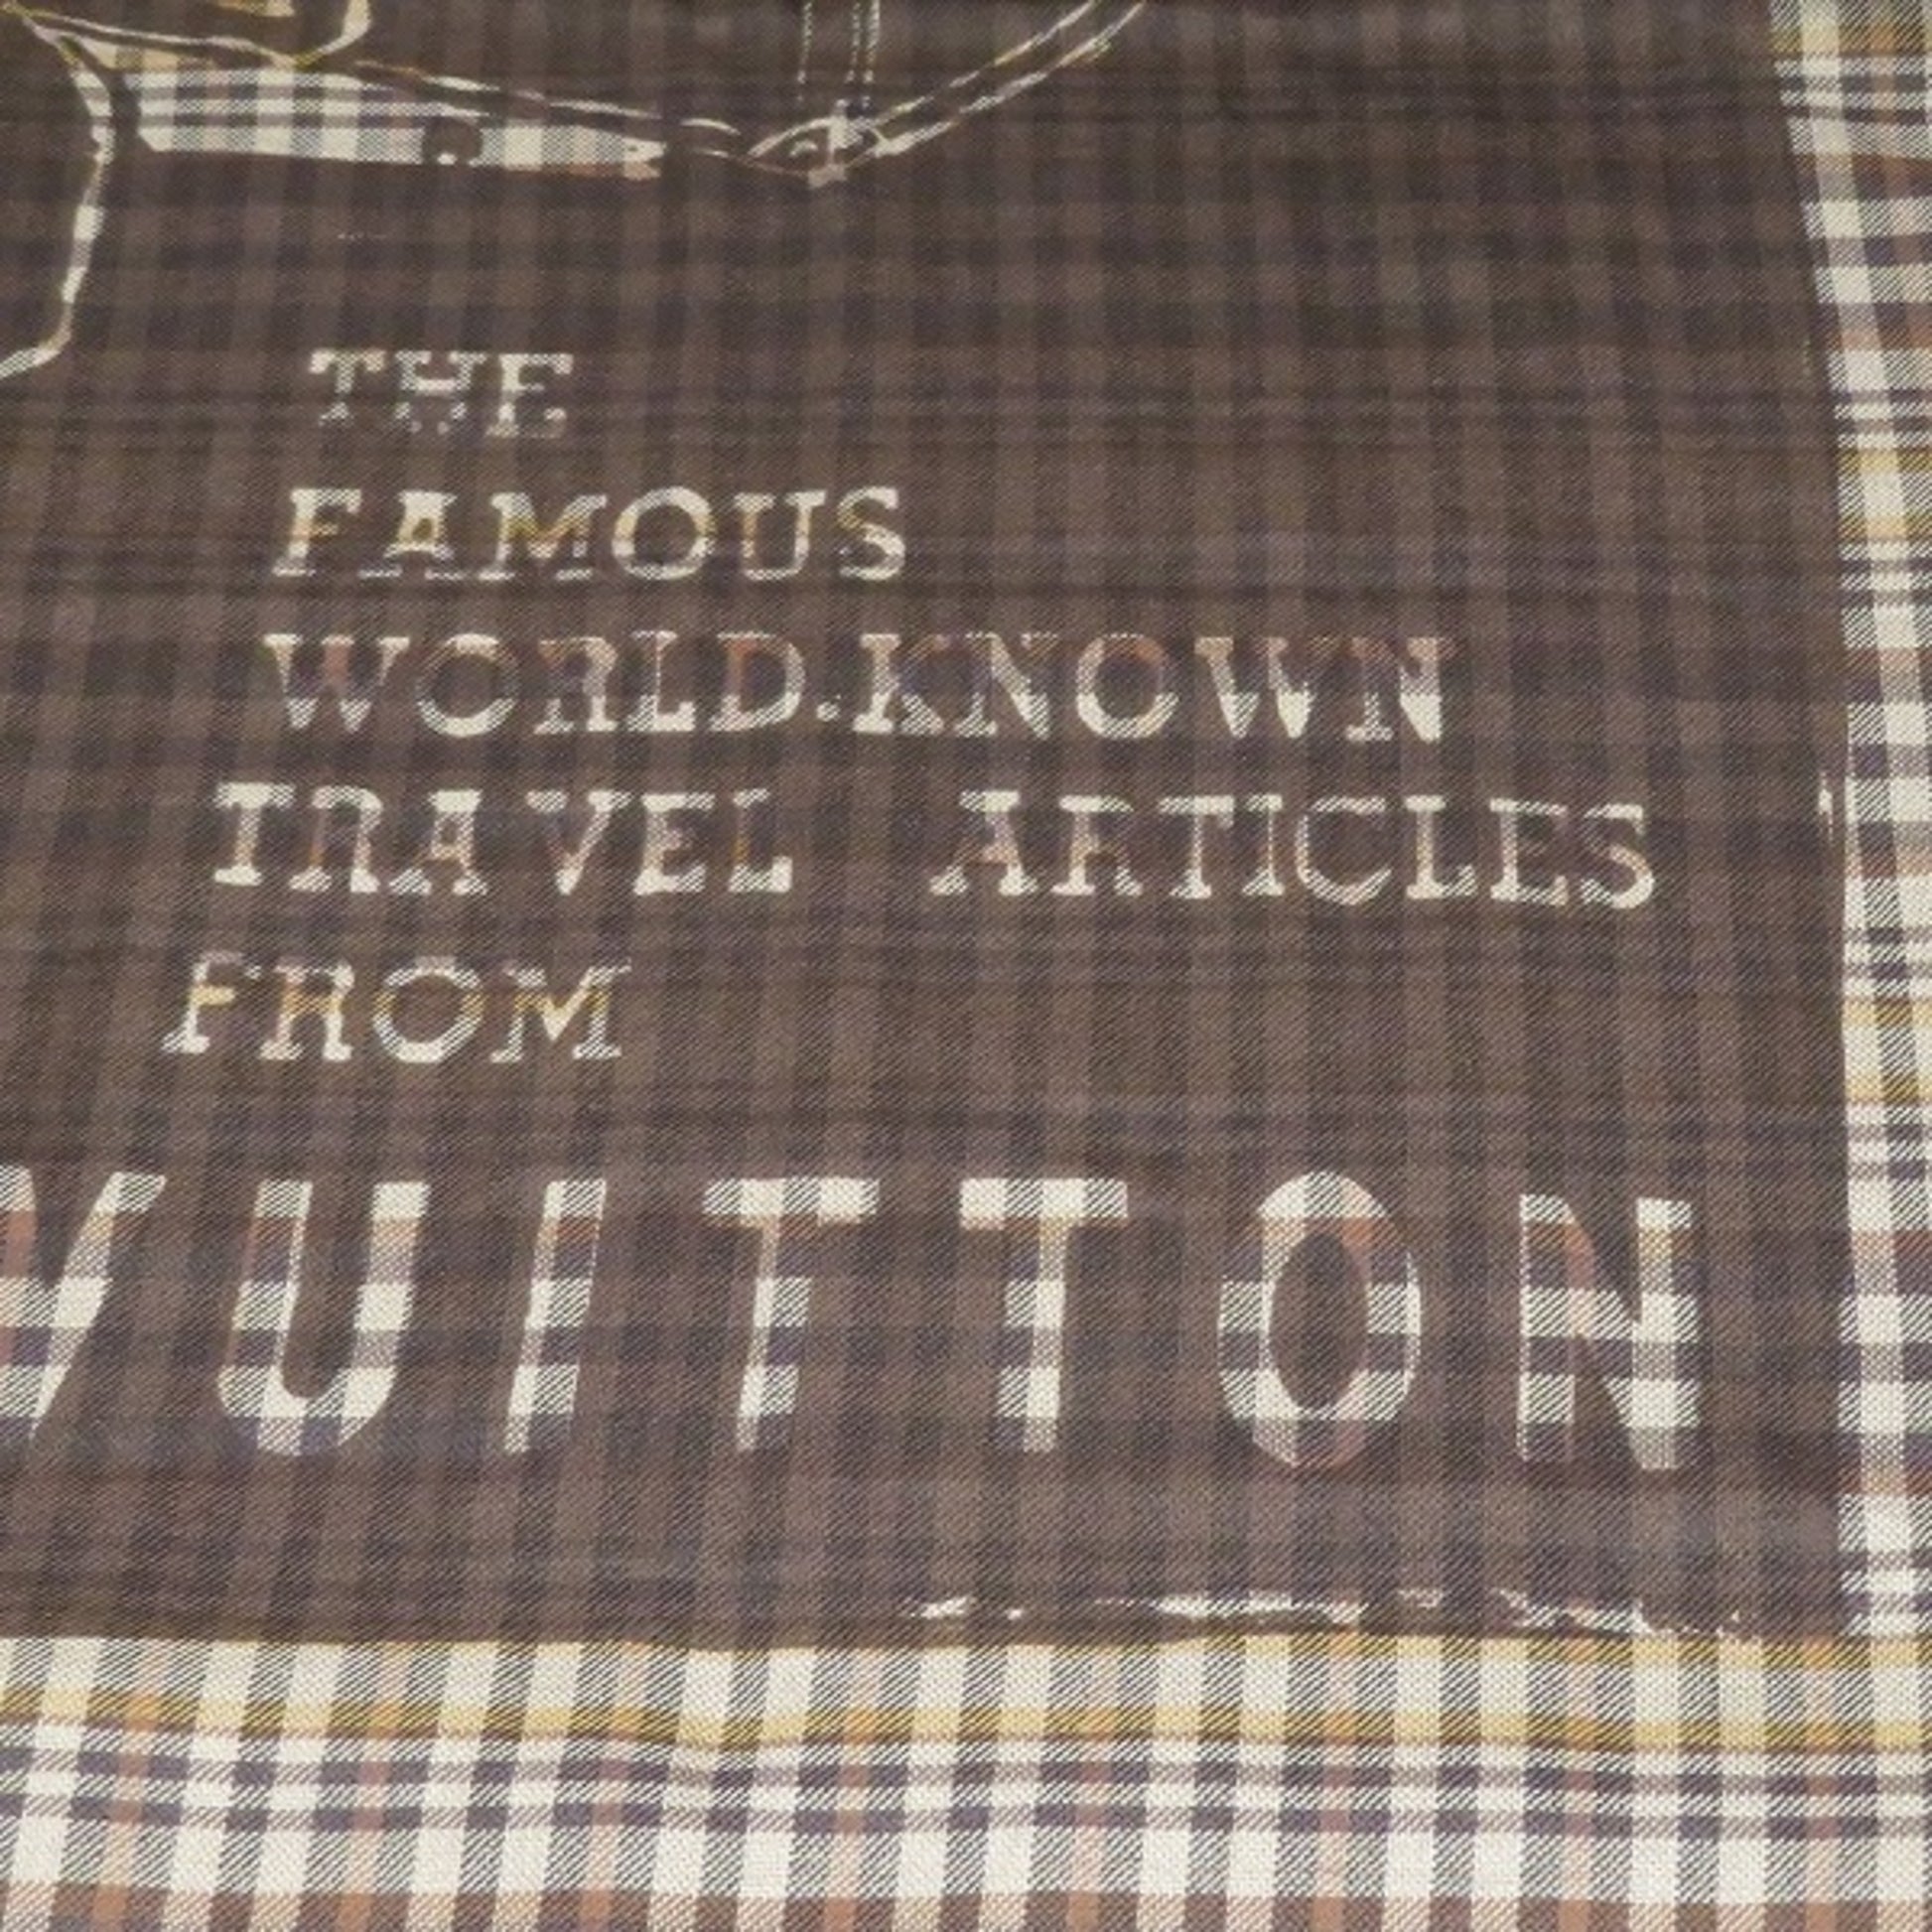 THE
FAMOUS
WORLD-KNOWN
TRAVEL ARTICLES
FROM
VUITTON